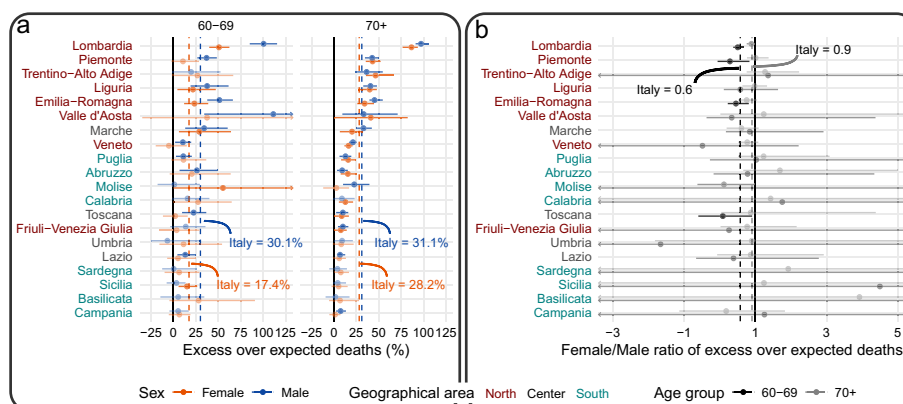 a
60−69
70+
Lombardia
Piemonte
Trentino−Alto Adige
Liguria
Emilia−Romagna
Valle d'Aosta
Marche
Veneto
Puglia
Abruzzo
Molise
Calabria
Toscana
Friuli−Venezia Giulia
Umbria
Lazio
Sardegna
Sicilia
Basilicata
Campania
Italy = 30.1%
Italy = 17.4%
Italy = 31.1%
Italy = 28.2%
−25 0 25 50 75 100 125
−25 0 25 50 75 100 125
Excess over expected deaths (%)
b
Lombardia
Piemonte
Trentino−Alto Adige
Liguria
Emilia−Romagna
Valle d'Aosta
Marche
Veneto
Puglia
Abruzzo
Molise
Calabria
Toscana
Friuli−Venezia Giulia
Umbria
Lazio
Sardegna
Sicilia
Basilicata
Campania
Italy = 0.9
Italy = 0.6
−3 −1 1 3 5
Female/Male ratio of excess over expected deaths
Sex Female Male Geographical area North Center South Age group 60−69 70+